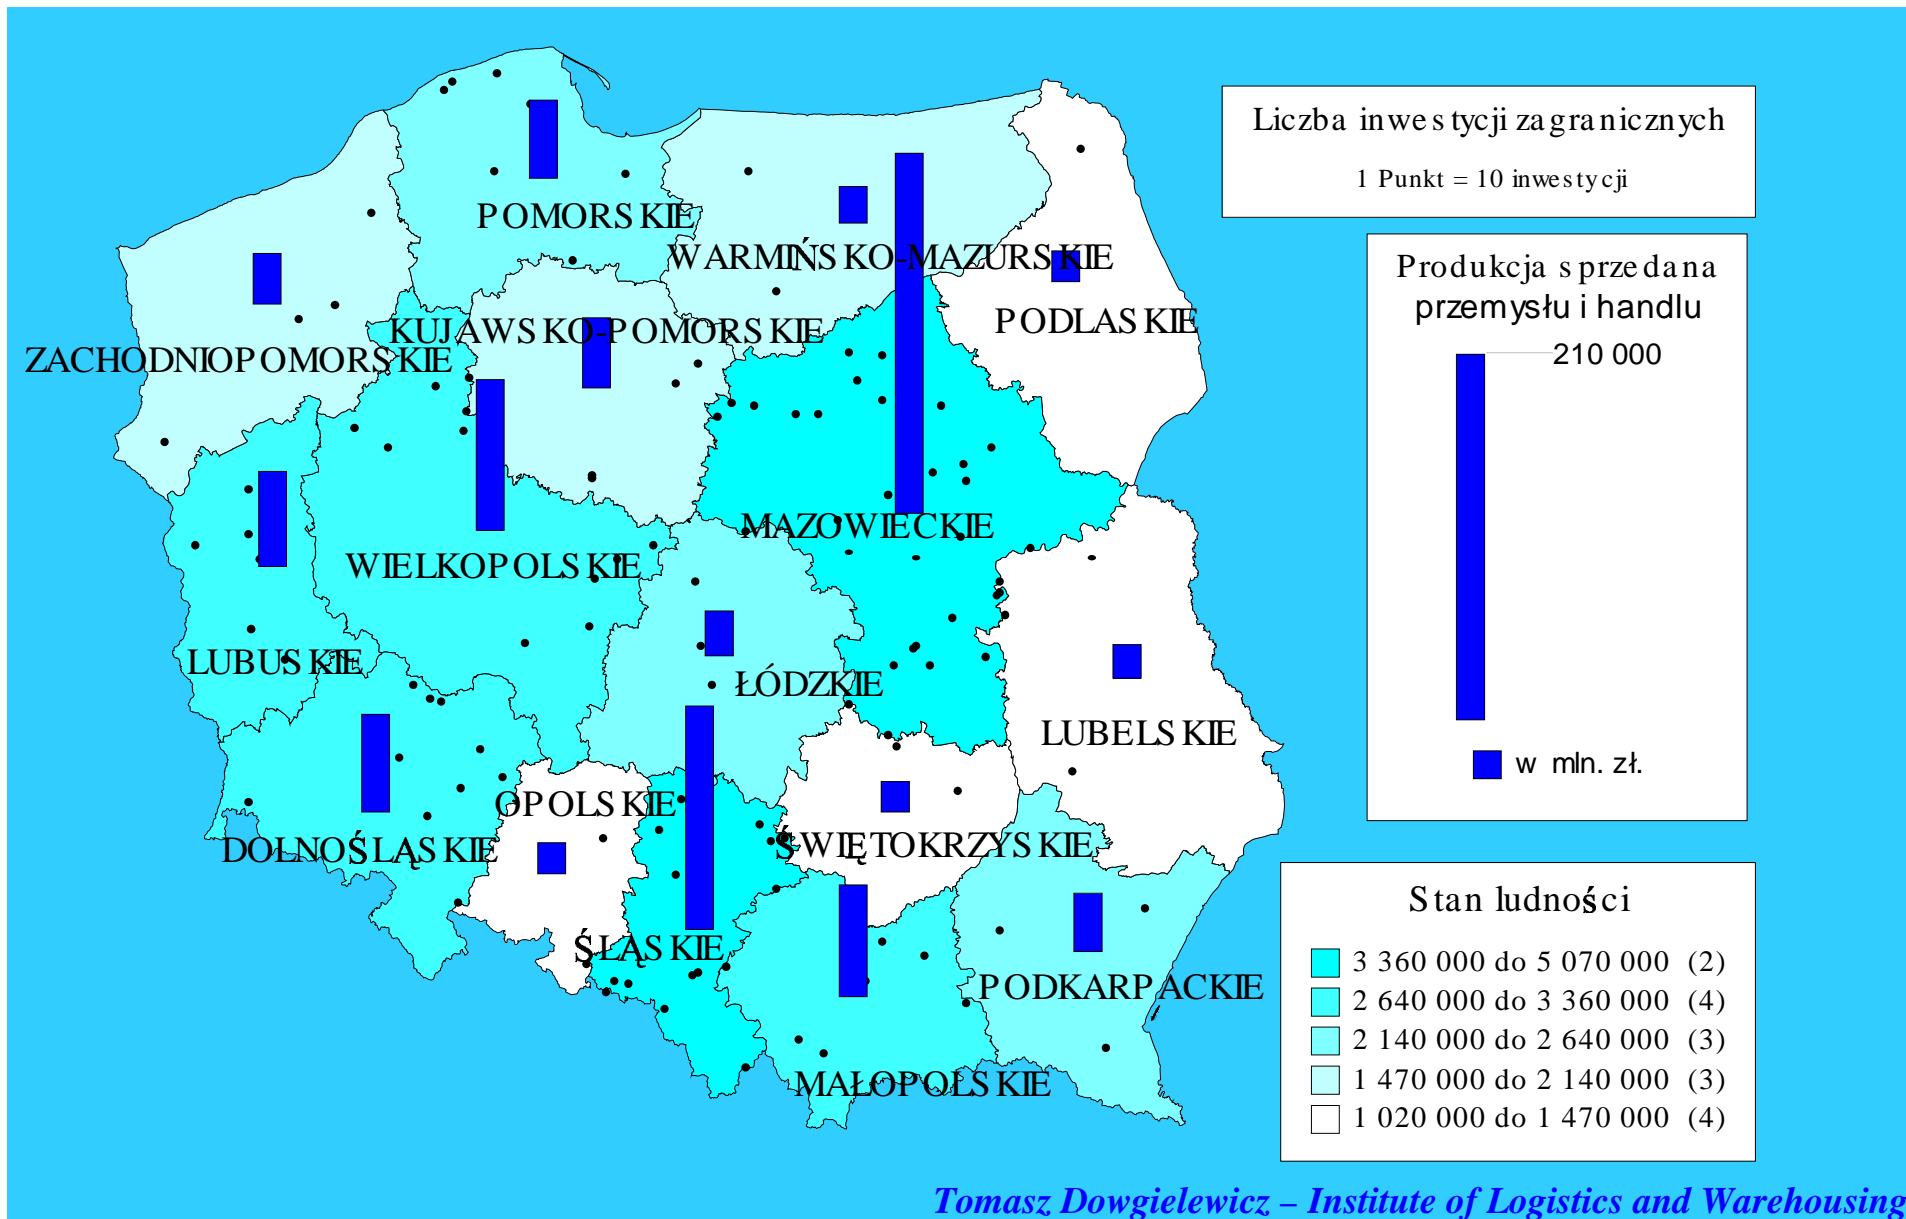 Liczba inwestycji zagranicznych
1 Punkt = 10 inwestycji
POMORSKIE
WARMIŃSKO-MAZURSKIE
Produkcja sprzedana
przemysłu i handlu
PODLASKIE
KUJAWSKO-POMORSKIE
ZACHODNIOPOMORSKIE
210 000
MAZOWIECKIE
WIELKOPOLSKIE
LUBUSKIE
ŁÓDZKIE
LUBELSKIE
w mln. zł.
OPOLSKIE
DOLNOŚLĄSKIE
ŚWIĘTOKRZYSKIE
Stan ludności
ŚLĄSKIE
3 360 000 do 5 070 000 (2)
PODKARPACKIE
2 640 000 do 3 360 000 (4)
2 140 000 do 2 640 000 (3)
MAŁOPOLSKIE
1 470 000 do 2 140 000 (3)
1 020 000 do 1 470 000 (4)
Tomasz Dowgielewicz – Institute of Logistics and Warehousing